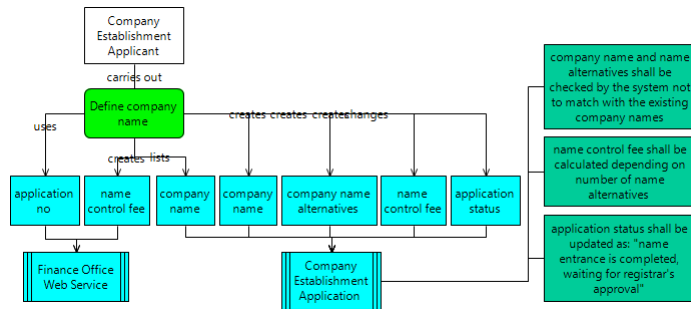 Company
Establishment
Applicant
carries out
Define company
name
uses
creates
lists
creates
creates
creates
changes
application
no
name
control fee
company
name
company
name
company name
alternatives
name
control fee
application
status
Finance Office
Web Service
Company
Establishment
Application
company name and name
alternatives shall be
checked by the system not
to match with the existing
company names
name control fee shall be
calculated depending on
number of name
alternatives
application status shall be
updated as: "name
entrance is completed,
waiting for registrar's
approval"